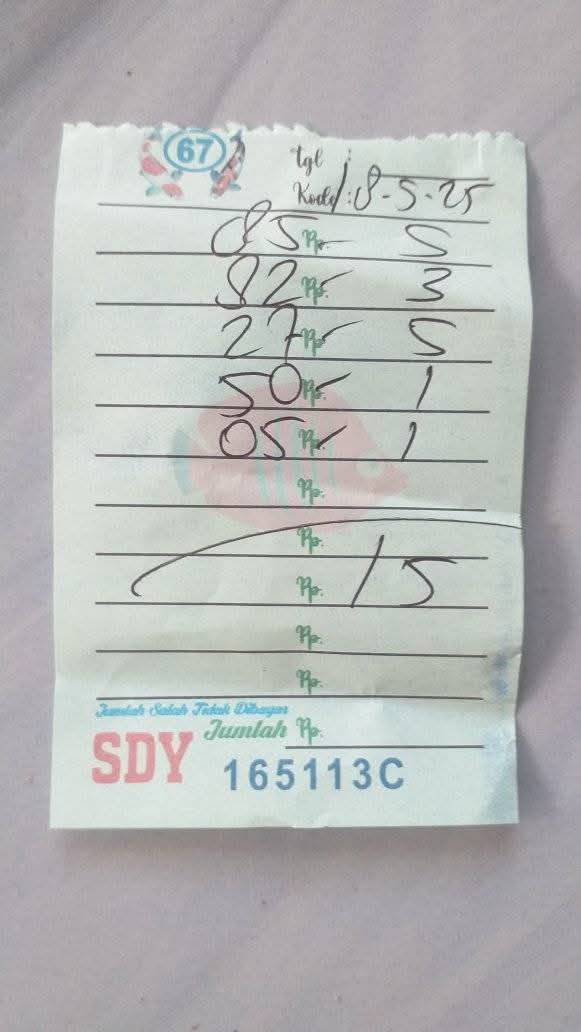 67
tgl :
Kode : 18-5-25
85 Rp. 5
82 Rp. 3
27 Rp. 5
50 Rp. 1
05 Rp. 1
Rp.
Rp.
Rp. 15
Rp.
Rp.
Jumlah Salah Tidak Dibayar
Jumlah Rp.
SDY
165113C